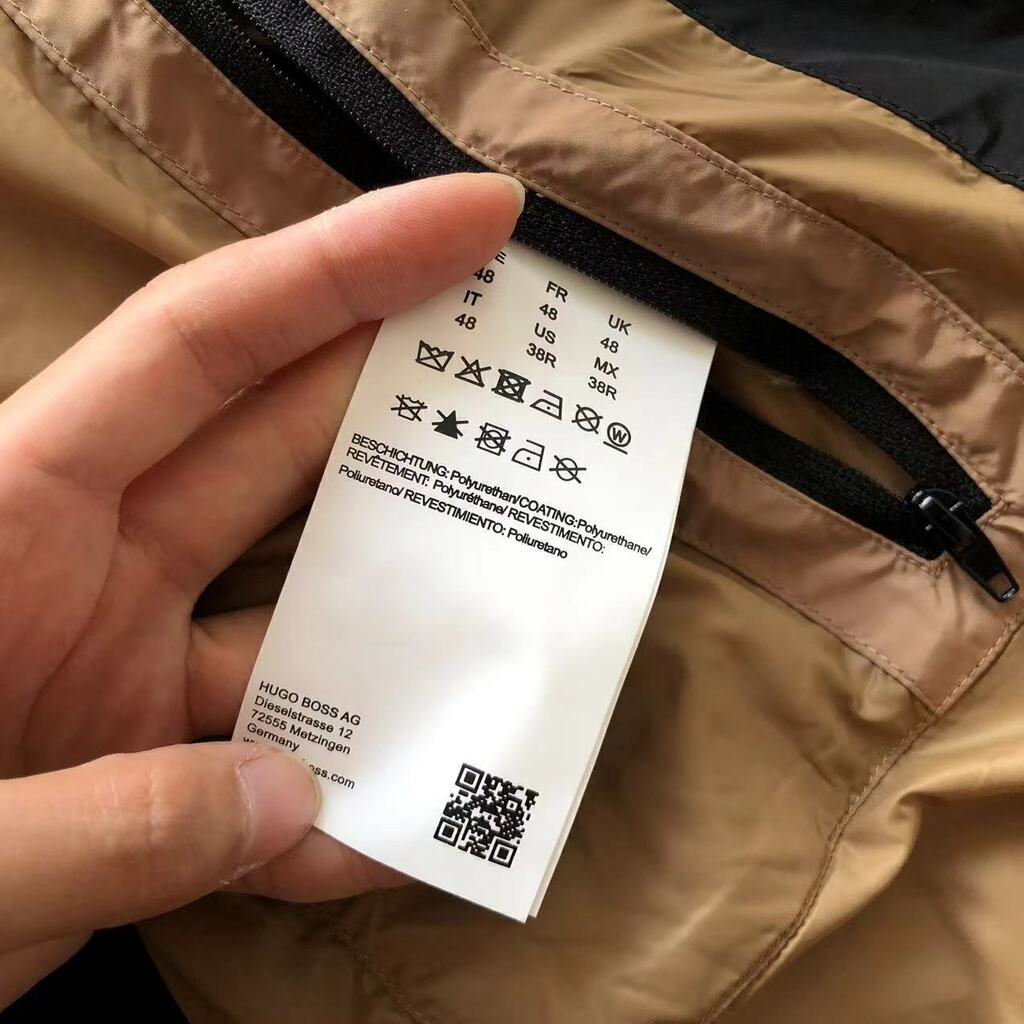 48
IT
48
FR
48
US
38R
UK
48
MX
38R
W
BESCHICHTUNG: Polyurethan/COATING:Polyurethane/
REVÊTEMENT: Polyuréthane/ REVESTIMENTO:
Poliuretano/ REVESTIMIENTO: Poliuretano
HUGO BOSS AG
Dieselstrasse 12
72555 Metzingen
Germany